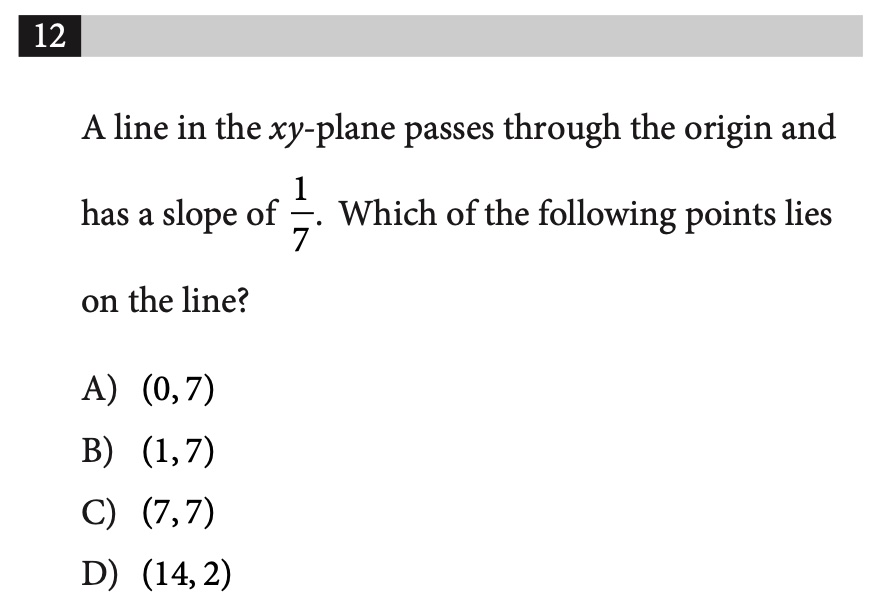 12
A line in the xy-plane passes through the origin and
has a slope of 1/7. Which of the following points lies
on the line?
A) (0, 7)
B) (1, 7)
C) (7, 7)
D) (14, 2)